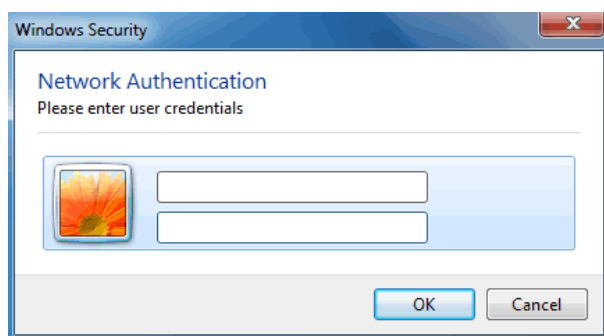 Windows Security
Network Authentication
Please enter user credentials
OK
Cancel